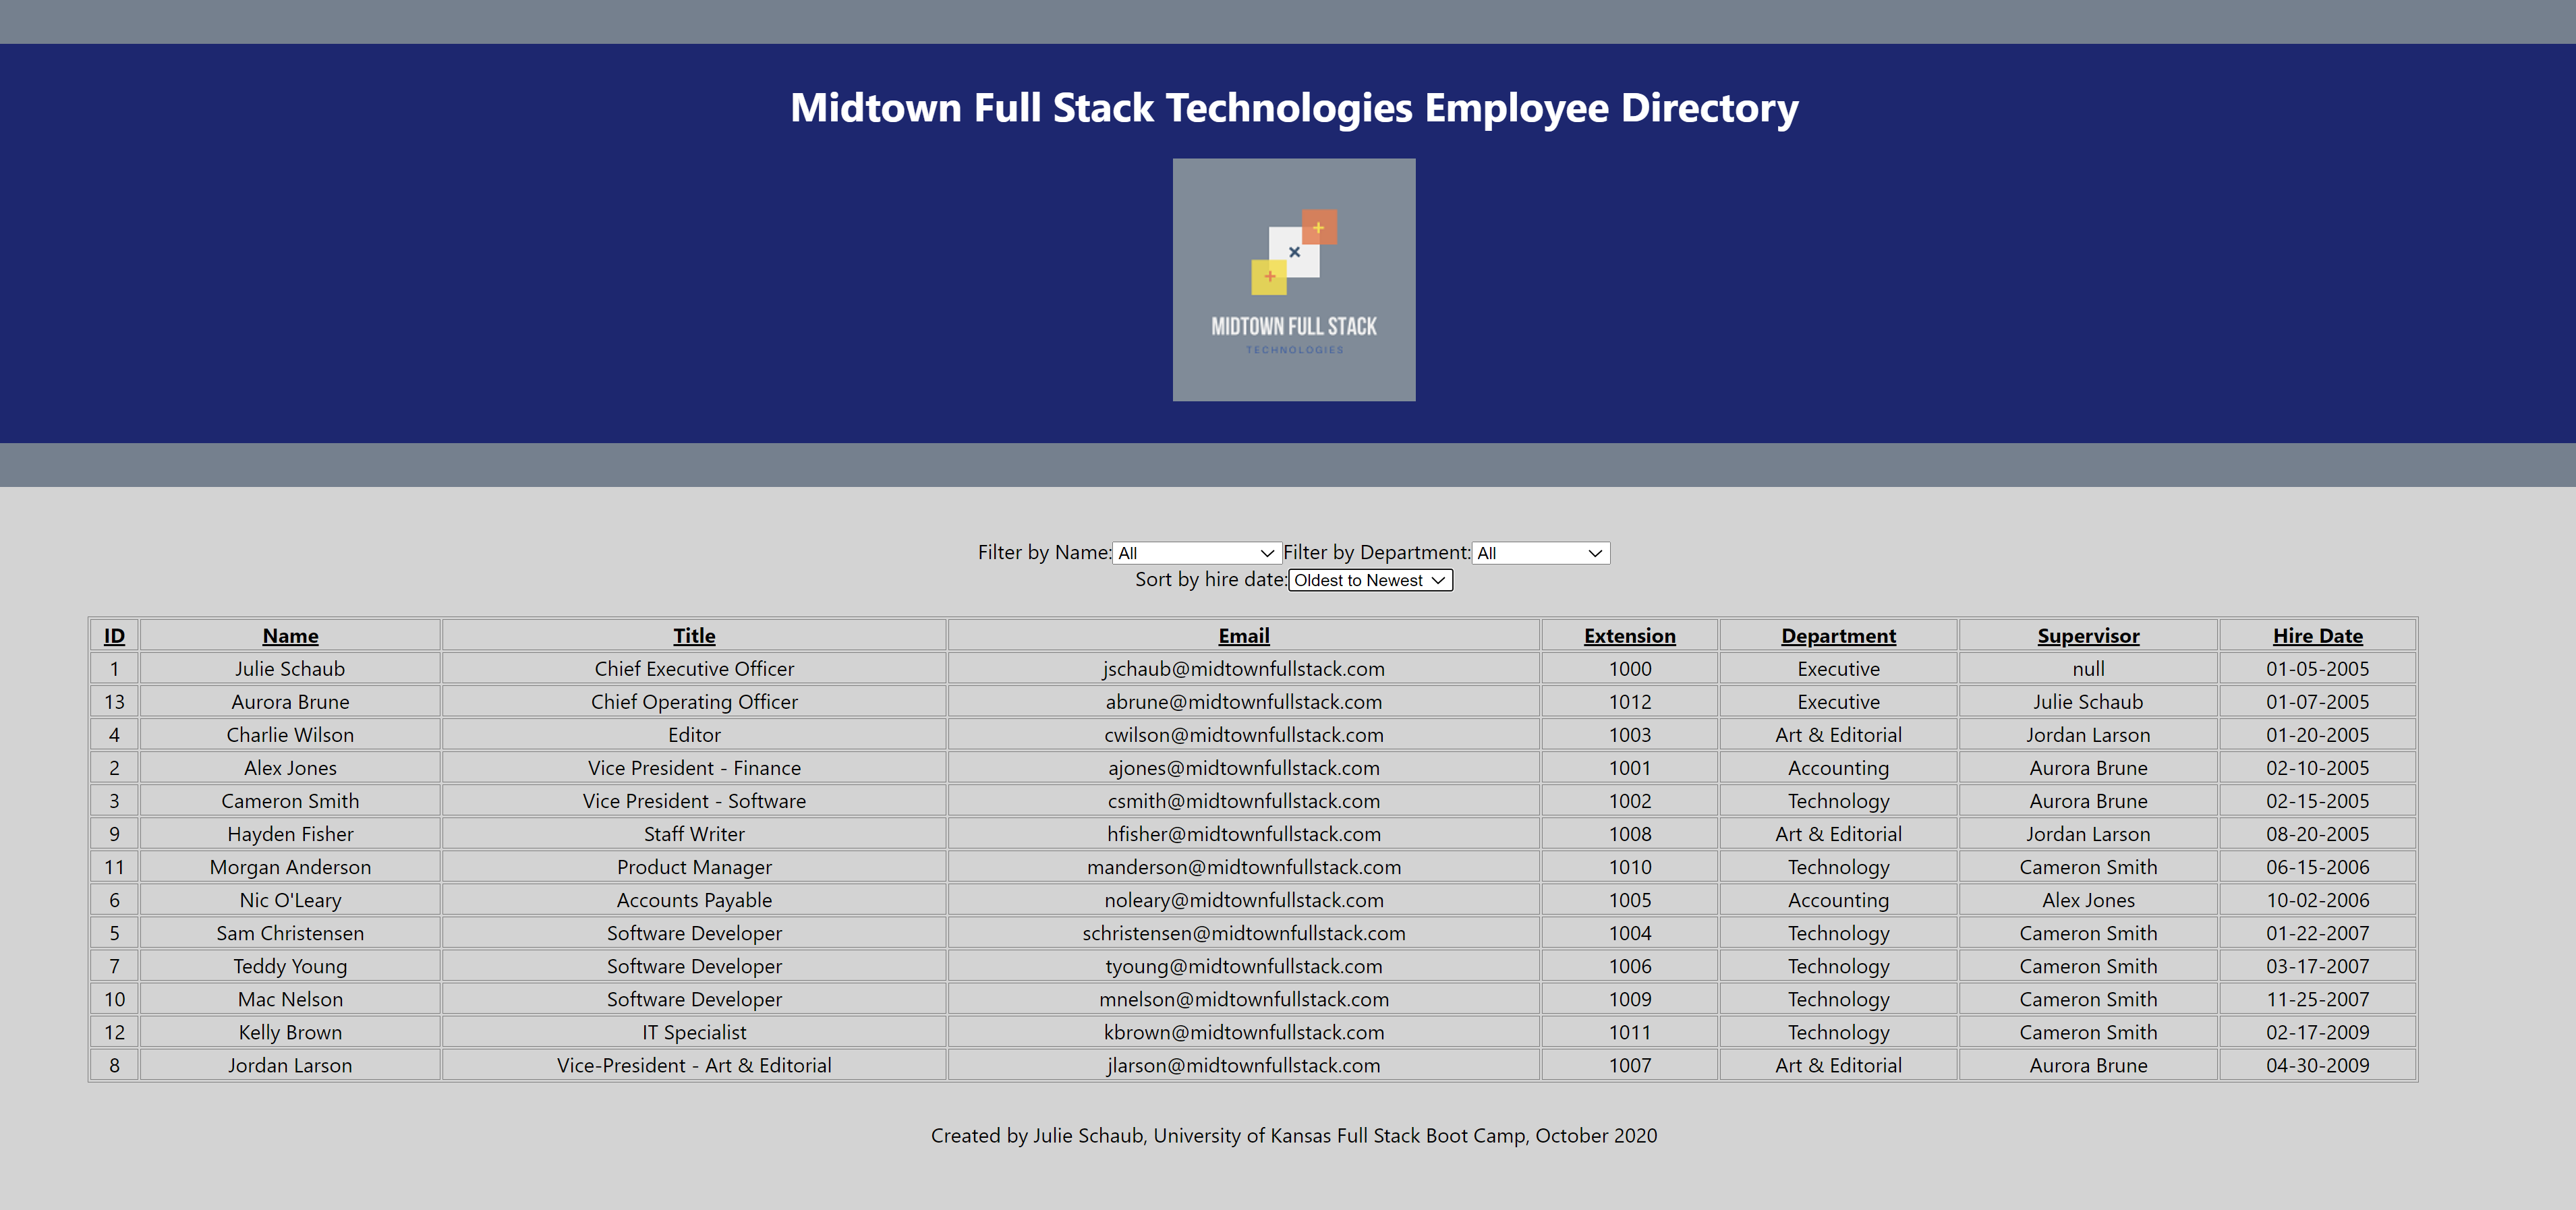 Midtown Full Stack Technologies Employee Directory
+
×
+
MIDTOWN FULL STACK
TECHNOLOGIES
Filter by Name: All Filter by Department: All
Sort by hire date: Oldest to Newest
ID Name Title Email Extension Department Supervisor Hire Date
1 Julie Schaub Chief Executive Officer jschaub@midtownfullstack.com 1000 Executive null 01-05-2005
13 Aurora Brune Chief Operating Officer abrune@midtownfullstack.com 1012 Executive Julie Schaub 01-07-2005
4 Charlie Wilson Editor cwilson@midtownfullstack.com 1003 Art & Editorial Jordan Larson 01-20-2005
2 Alex Jones Vice President - Finance ajones@midtownfullstack.com 1001 Accounting Aurora Brune 02-10-2005
3 Cameron Smith Vice President - Software csmith@midtownfullstack.com 1002 Technology Aurora Brune 02-15-2005
9 Hayden Fisher Staff Writer hfisher@midtownfullstack.com 1008 Art & Editorial Jordan Larson 08-20-2005
11 Morgan Anderson Product Manager manderson@midtownfullstack.com 1010 Technology Cameron Smith 06-15-2006
6 Nic O'Leary Accounts Payable noleary@midtownfullstack.com 1005 Accounting Alex Jones 10-02-2006
5 Sam Christensen Software Developer schristensen@midtownfullstack.com 1004 Technology Cameron Smith 01-22-2007
7 Teddy Young Software Developer tyoung@midtownfullstack.com 1006 Technology Cameron Smith 03-17-2007
10 Mac Nelson Software Developer mnelson@midtownfullstack.com 1009 Technology Cameron Smith 11-25-2007
12 Kelly Brown IT Specialist kbrown@midtownfullstack.com 1011 Technology Cameron Smith 02-17-2009
8 Jordan Larson Vice-President - Art & Editorial jlarson@midtownfullstack.com 1007 Art & Editorial Aurora Brune 04-30-2009
Created by Julie Schaub, University of Kansas Full Stack Boot Camp, October 2020